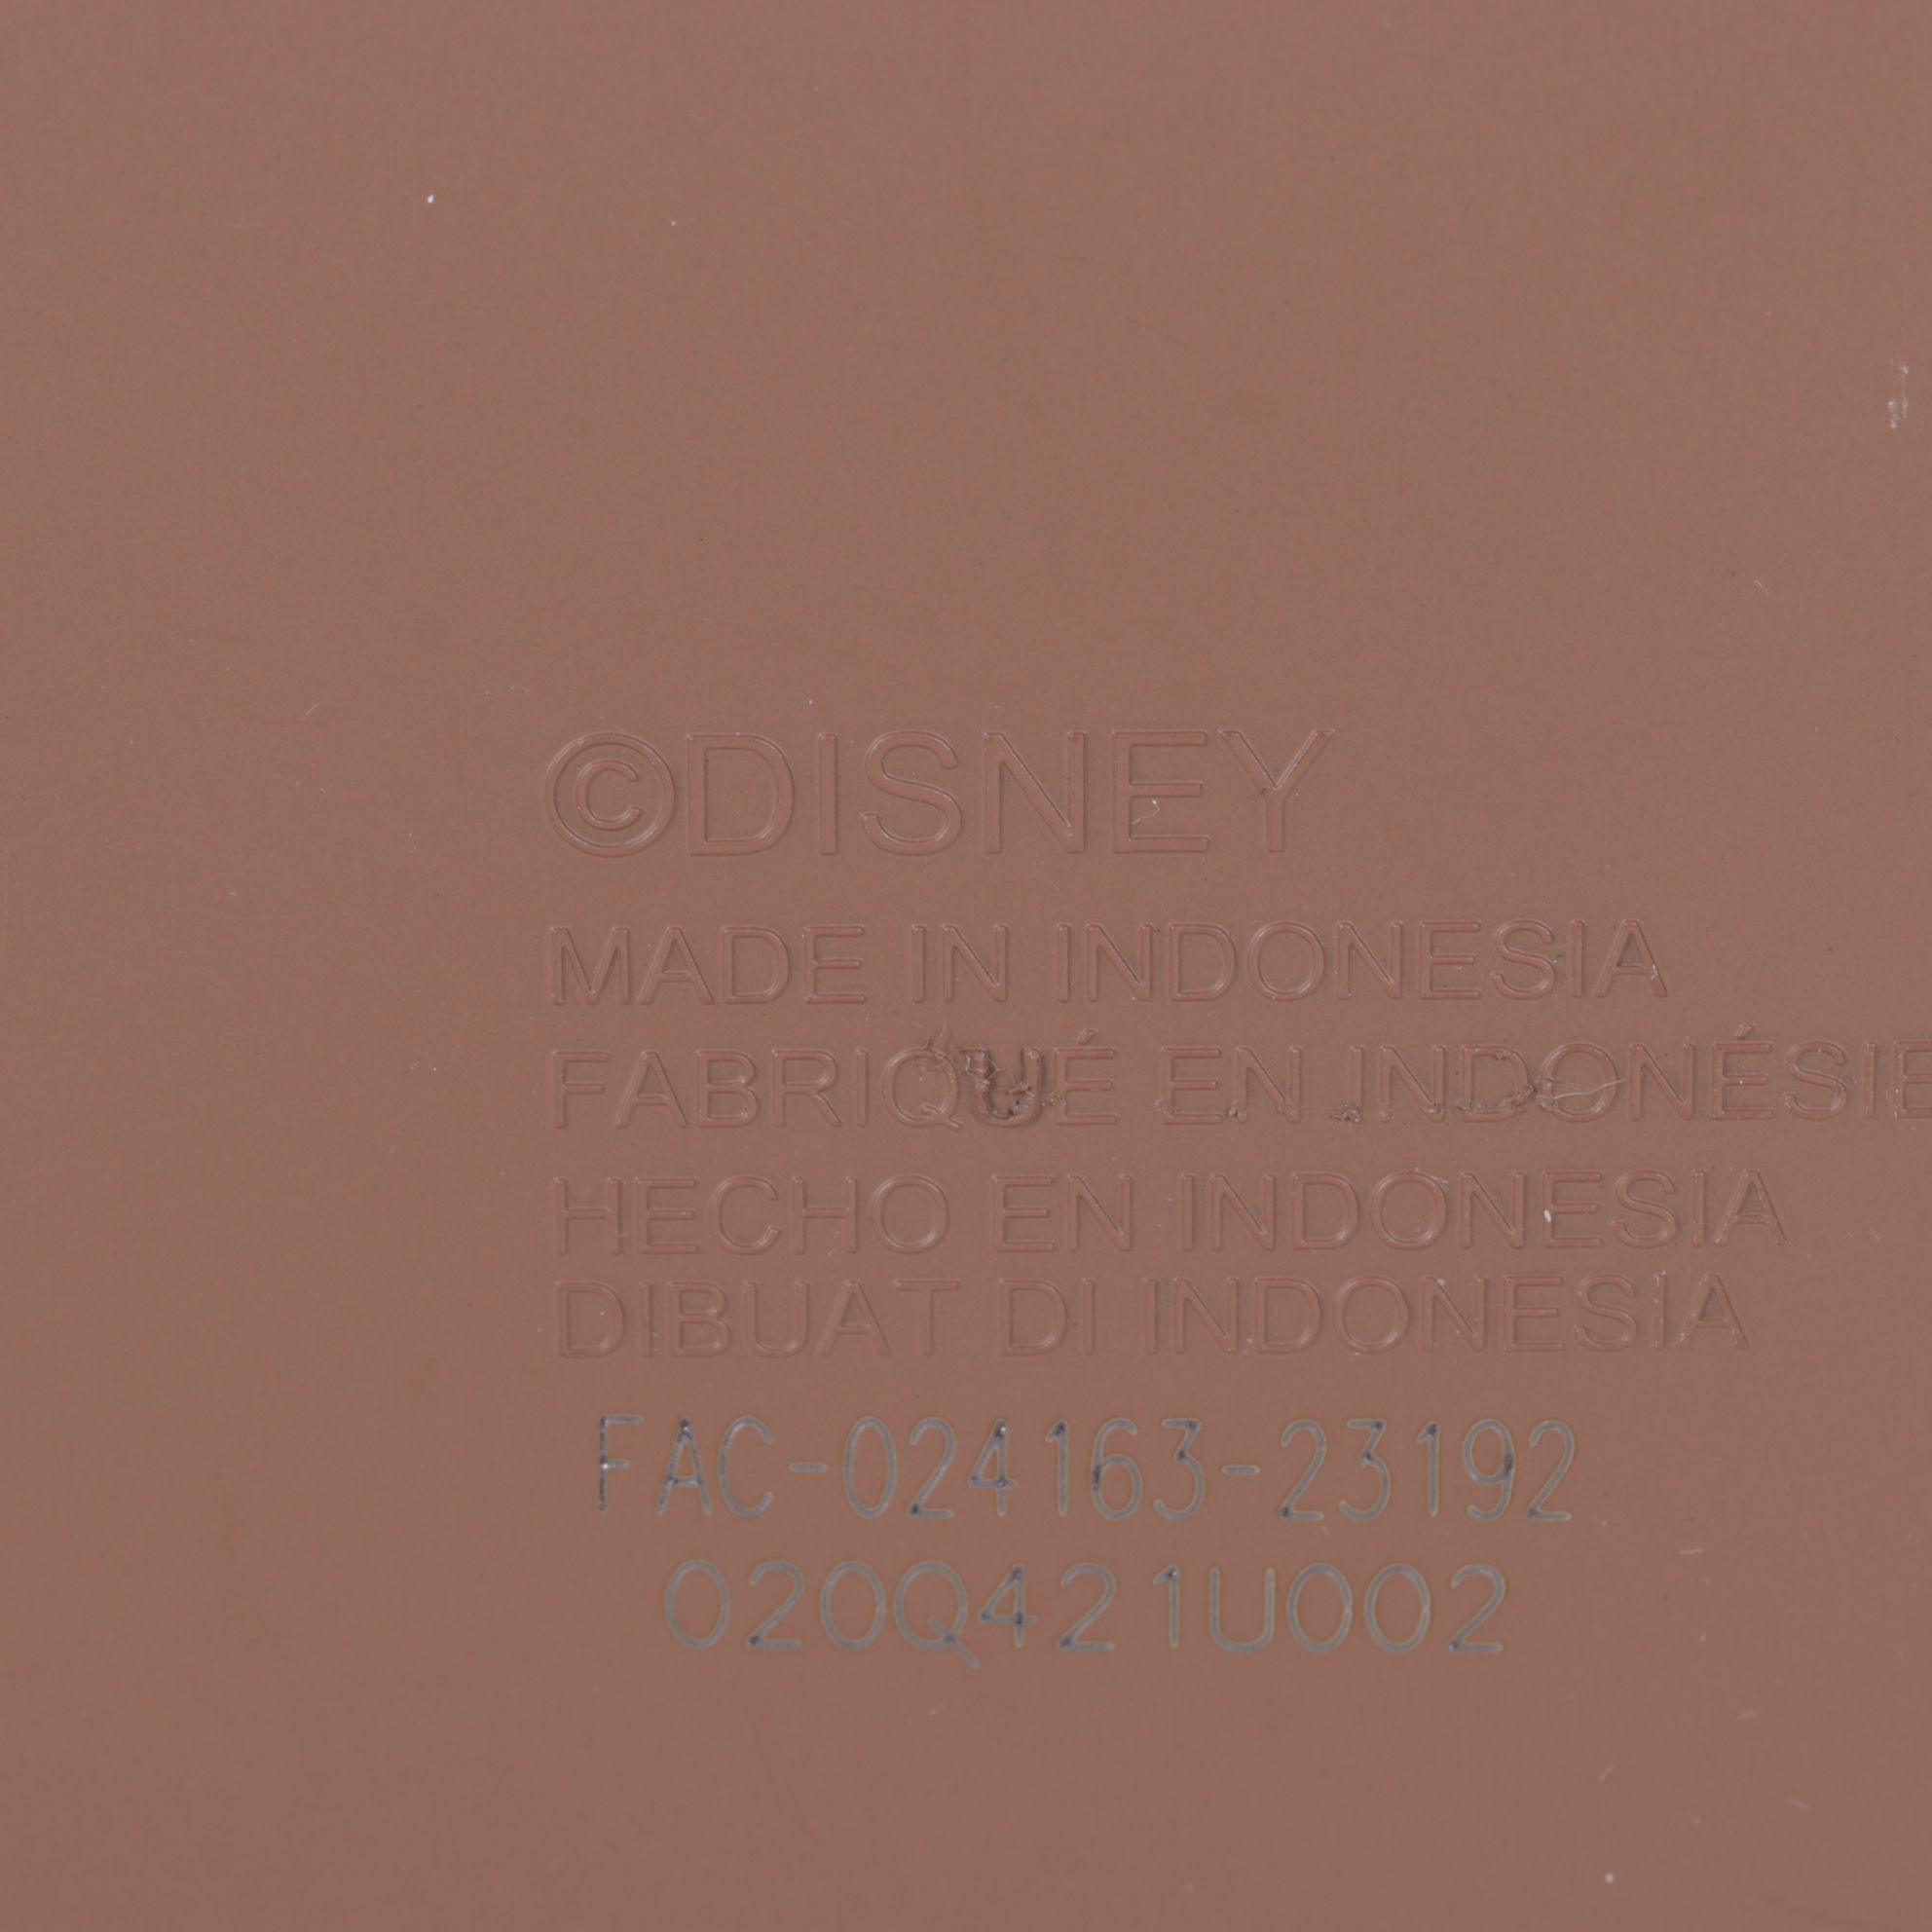 ©DISNEY
MADE IN INDONESIA
FABRIQUÉ EN INDONÉSIE
HECHO EN INDONESIA
DIBUAT DI INDONESIA
FAC-024163-23192
020Q421U002